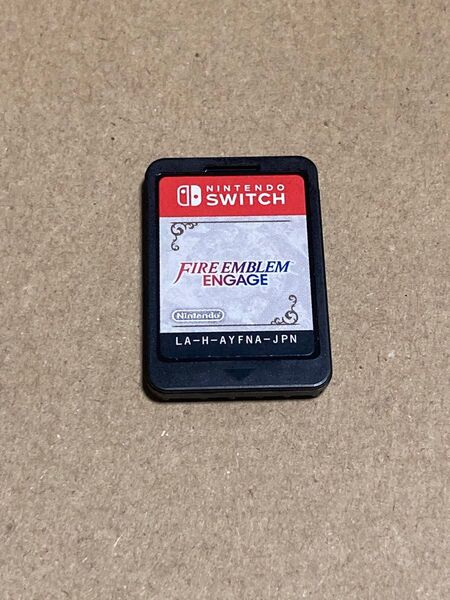 NINTENDO
SWITCH
FIRE EMBLEM
ENGAGE
Nintendo
LA-H-AYFNA-JPN